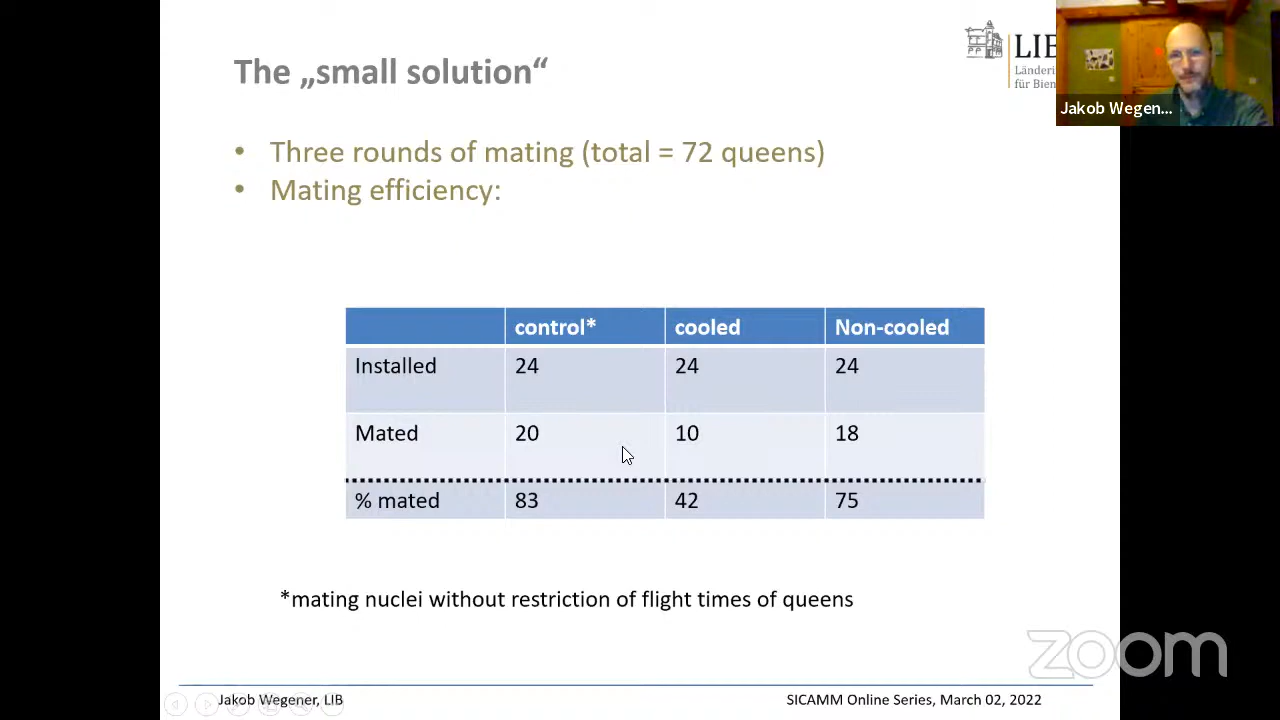 The „small solution“
LIB
Länderi
für Bien
Jakob Wegen...
• Three rounds of mating (total = 72 queens)
• Mating efficiency:
control* cooled Non-cooled
Installed 24 24 24
Mated 20 10 18
% mated 83 42 75
*mating nuclei without restriction of flight times of queens
zoom
Jakob Wegener, LIB SICAMM Online Series, March 02, 2022